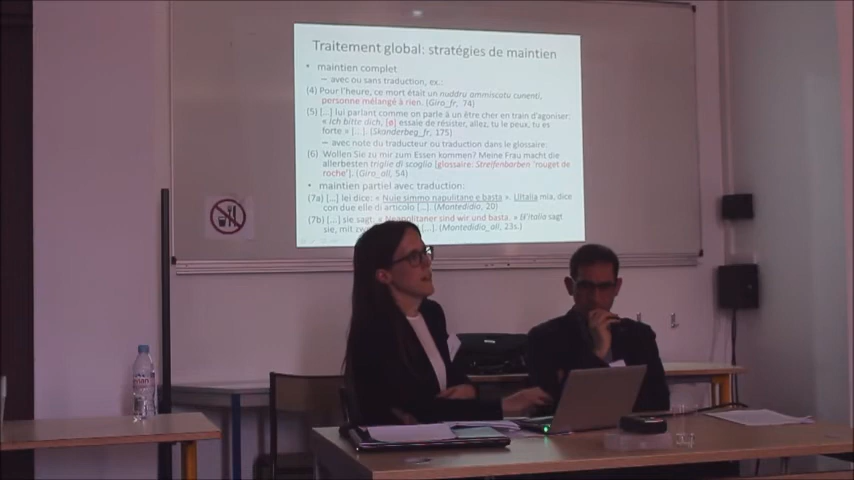 Traitement global: stratégies de maintien
• maintien complet
– avec ou sans traduction, ex.:
(4) Pour l'heure, ce mort était un nuddru ammiscatu cunenti,
personne mélangé à rien. (Giro_fr, 74)
(5) [...] lui parlant comme on parle à un être cher en train d'agoniser:
« Ich bitte dich, [ø] essaie de résister, allez, tu le peux, tu es
forte » [...]. (Skanderbeg_fr, 175)
– avec note du traducteur ou traduction dans le glossaire:
(6) Wollen Sie zu mir zum Essen kommen? Meine Frau macht die
allerbesten triglie di scoglio [glossaire: Streifenbarben 'rouget de
roche']. (Giro_all, 54)
• maintien partiel avec traduction:
(7a) [...] lei dice: « Nuie simmo napulitane e basta ». L'Italia mia, dice
con due elle di articolo [...]. (Montedidio, 20)
(7b) [...] sie sagt: « Neapolitaner sind wir und basta. » sagt
sie, mit [...]. (Montedidio_all, 23s.)